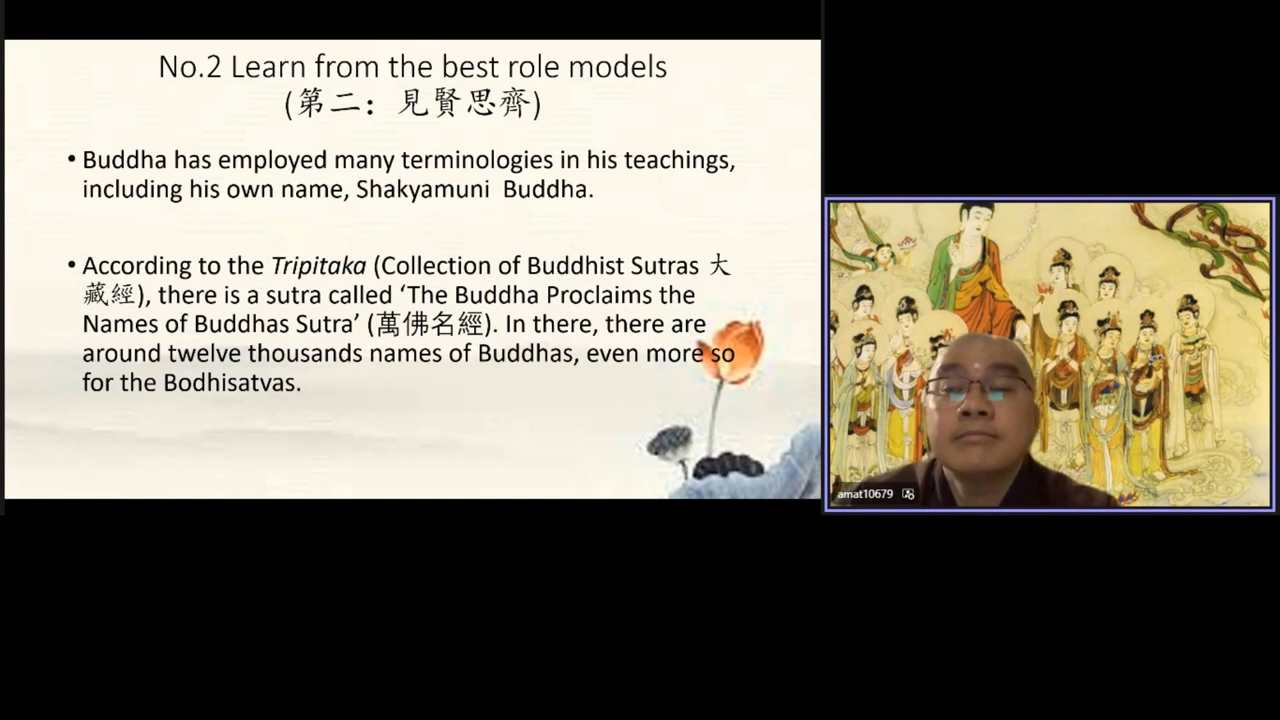 No.2 Learn from the best role models
(第二：見賢思齊)
• Buddha has employed many terminologies in his teachings,
including his own name, Shakyamuni  Buddha.
• According to the Tripitaka (Collection of Buddhist Sutras 大
藏經), there is a sutra called ‘The Buddha Proclaims the
Names of Buddhas Sutra’ (萬佛名經). In there, there are
around twelve thousands names of Buddhas, even more so
for the Bodhisatvas.
amat10679